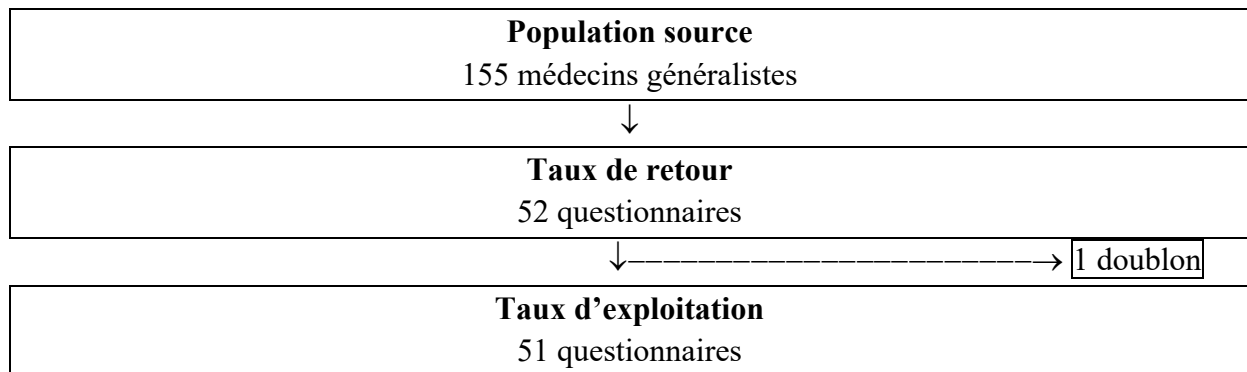 Population source
155 médecins généralistes
↓
Taux de retour
52 questionnaires
↓-----------------------→ 1 doublon
Taux d’exploitation
51 questionnaires